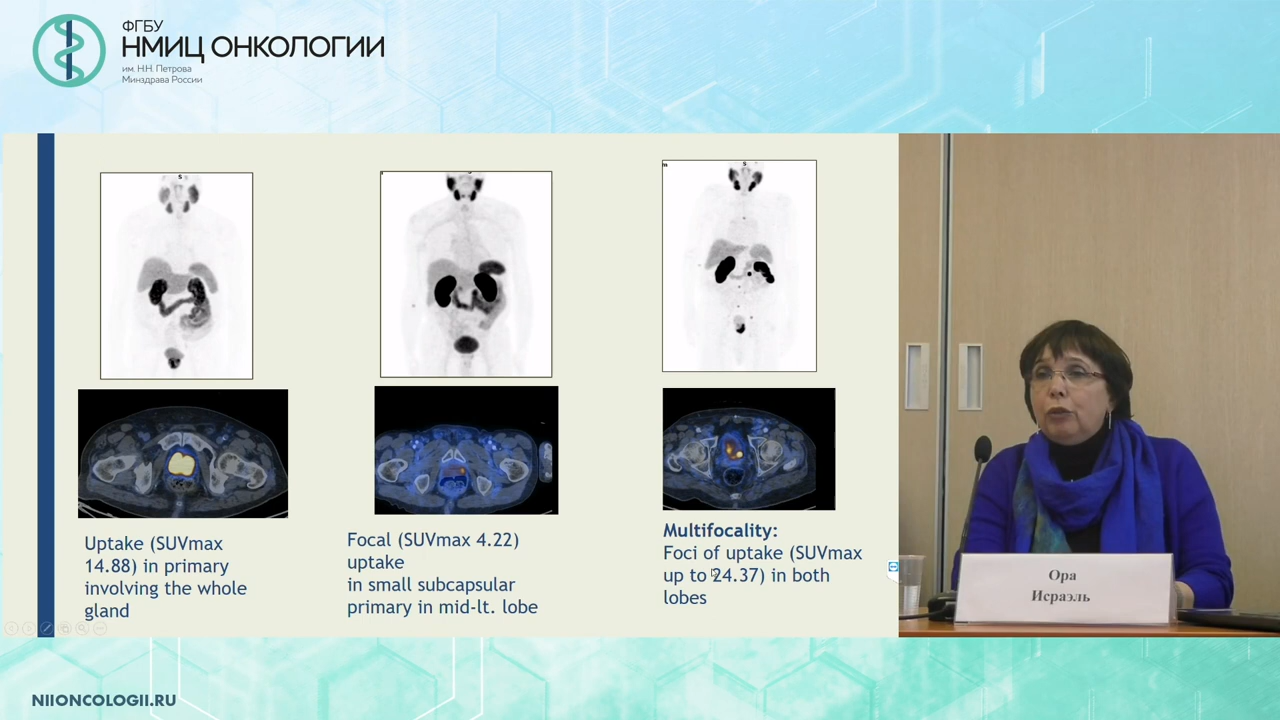 ФГБУ
НМИЦ ОНКОЛОГИИ
им. Н.Н. Петрова
Минздрава России
S
S
Uptake (SUVmax
14.88) in primary
involving the whole
gland
Focal (SUVmax 4.22)
uptake
in small subcapsular
primary in mid-lt. lobe
Multifocality:
Foci of uptake (SUVmax
up to 24.37) in both
lobes
Ора
Исраэль
NIIONCOLOGII.RU